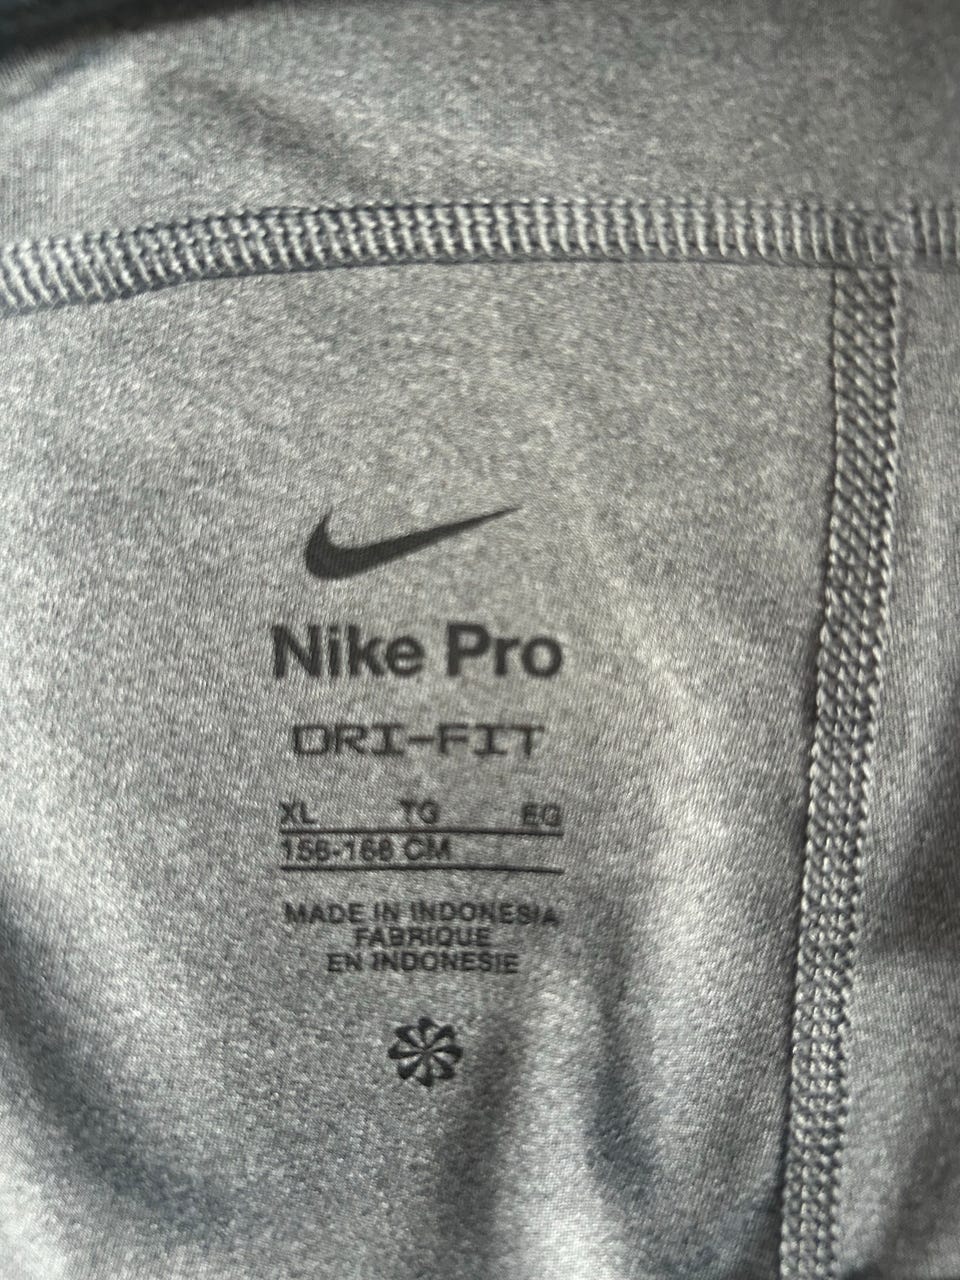 Nike Pro
DRI-FIT
XL TG EG
156-166 CM
MADE IN INDONESIA
FABRIQUE
EN INDONESIE